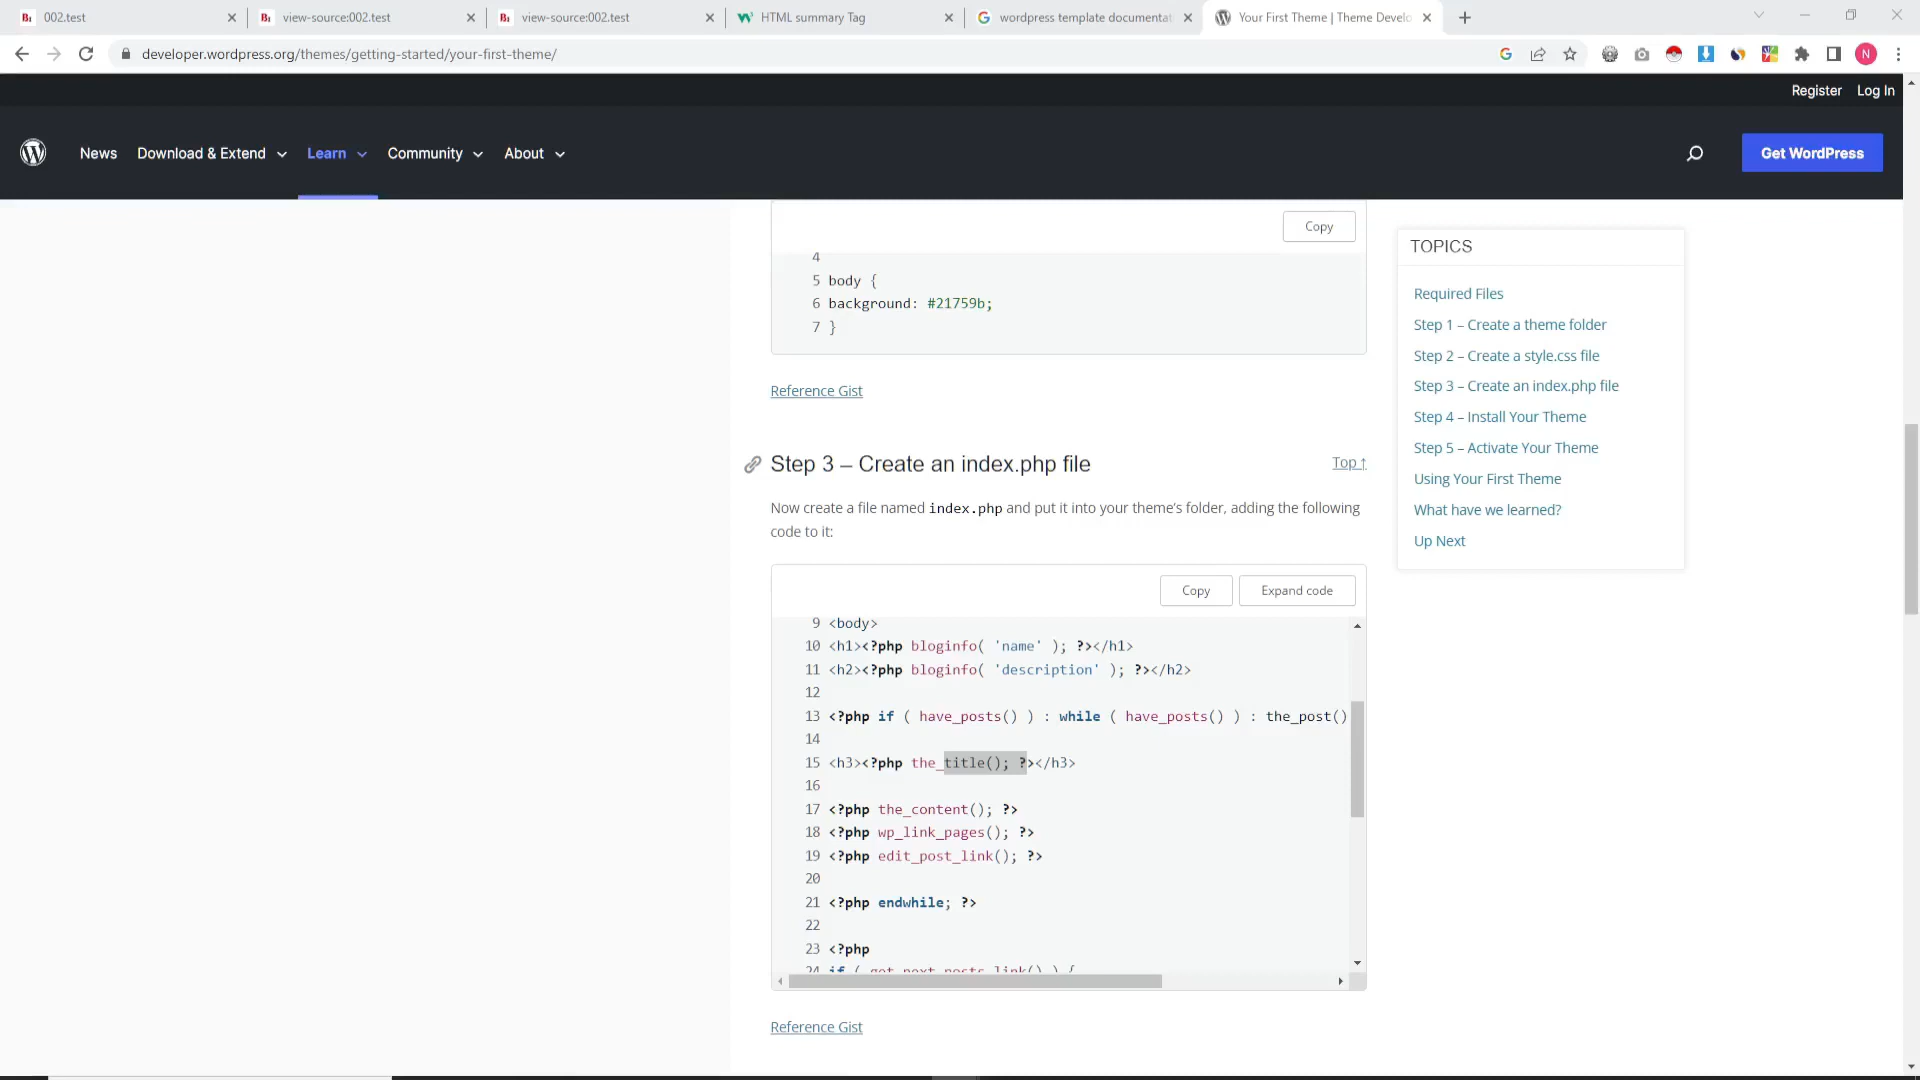 002.test
view-source:002.test
view-source:002.test
HTML summary Tag
wordpress template documentat
Your First Theme | Theme Develo
developer.wordpress.org/themes/getting-started/your-first-theme/
N
Register Log In
News Download & Extend Learn Community About
Get WordPress
Copy
4
5 body {
6 background: #21759b;
7 }
Reference Gist
Step 3 – Create an index.php file
Top ↑
Now create a file named index.php and put it into your theme's folder, adding the following
code to it:
Copy Expand code
9 <body>
10 <h1><?php bloginfo( 'name' ); ?></h1>
11 <h2><?php bloginfo( 'description' ); ?></h2>
12
13 <?php if ( have_posts() ) : while ( have_posts() ) : the_post()
14
15 <h3><?php the_title(); ?></h3>
16
17 <?php the_content(); ?>
18 <?php wp_link_pages(); ?>
19 <?php edit_post_link(); ?>
20
21 <?php endwhile; ?>
22
23 <?php
24 if ( get_next_posts_link() ) {
Reference Gist
TOPICS
Required Files
Step 1 – Create a theme folder
Step 2 – Create a style.css file
Step 3 – Create an index.php file
Step 4 – Install Your Theme
Step 5 – Activate Your Theme
Using Your First Theme
What have we learned?
Up Next